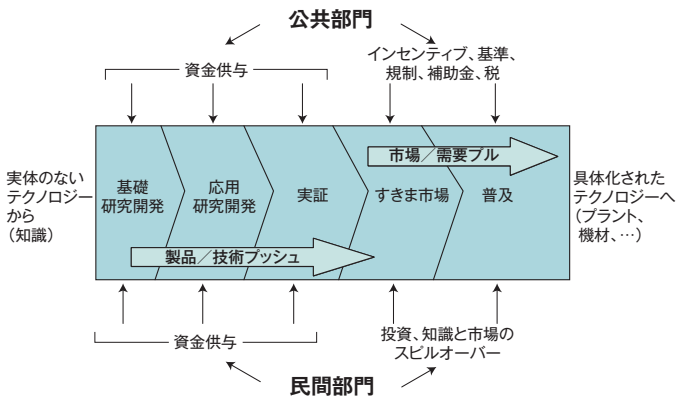 公共部門
資金供与
インセンティブ、基準、
規制、補助金、税
実体のない
テクノロジー
から
（知識）
基礎
研究開発
応用
研究開発
実証
すきま市場
普及
市場／需要プル
製品／技術プッシュ
具体化された
テクノロジーへ
（プラント、
機材、…）
資金供与
投資、知識と市場の
スピルオーバー
民間部門